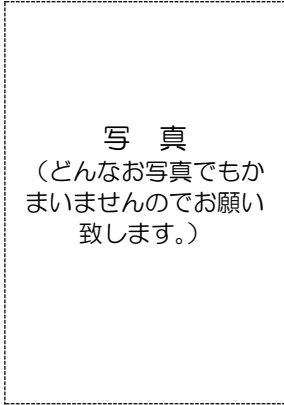 写　真
（どんなお写真でもか
まいませんのでお願い
致します。）